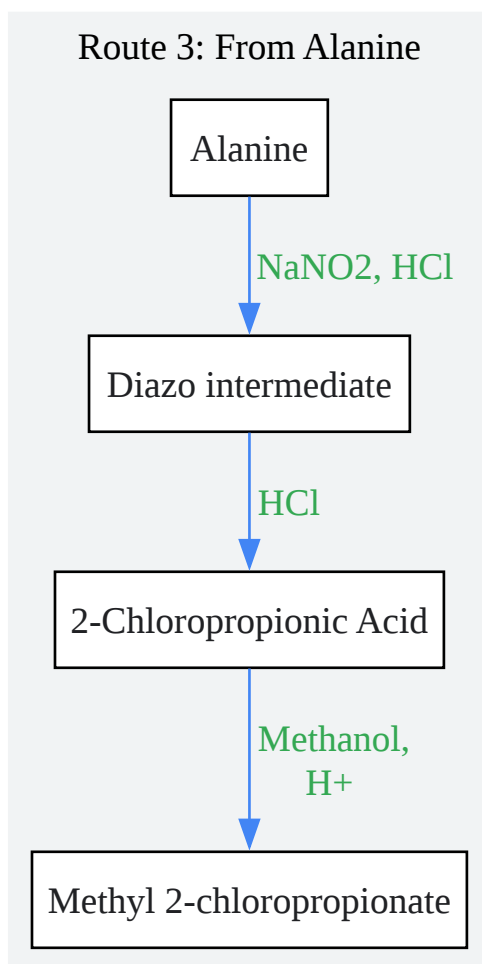 Route 3: From Alanine
Alanine
NaNO2, HCl
Diazo intermediate
HCl
2-Chloropropionic Acid
Methanol,
H+
Methyl 2-chloropropionate